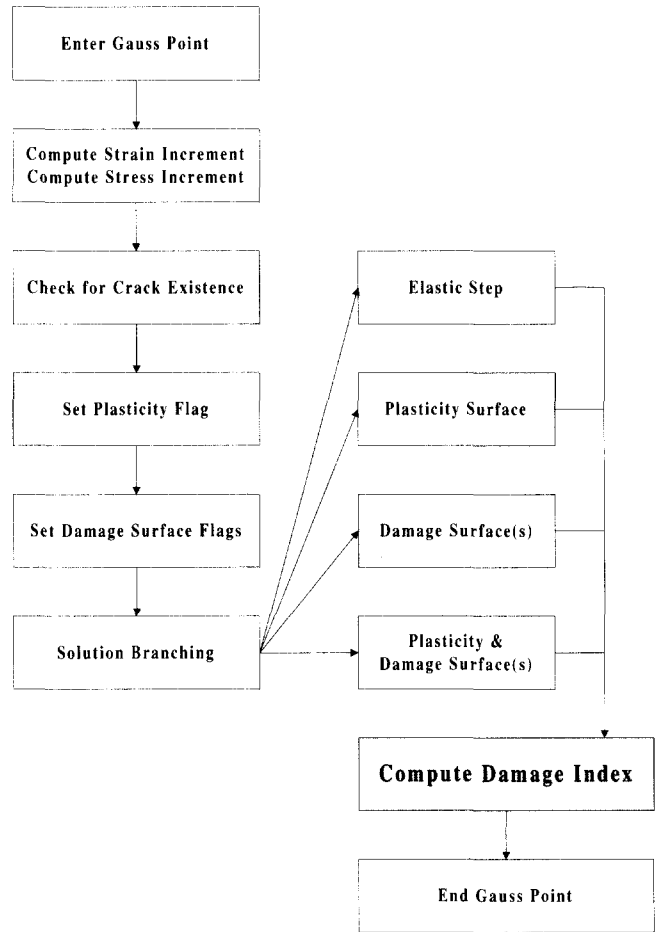 Enter Gauss Point
Compute Strain Increment
Compute Stress Increment
Check for Crack Existence
Set Plasticity Flag
Set Damage Surface Flags
Solution Branching
Elastic Step
Plasticity Surface
Damage Surface(s)
Plasticity &
Damage Surface(s)
Compute Damage Index
End Gauss Point